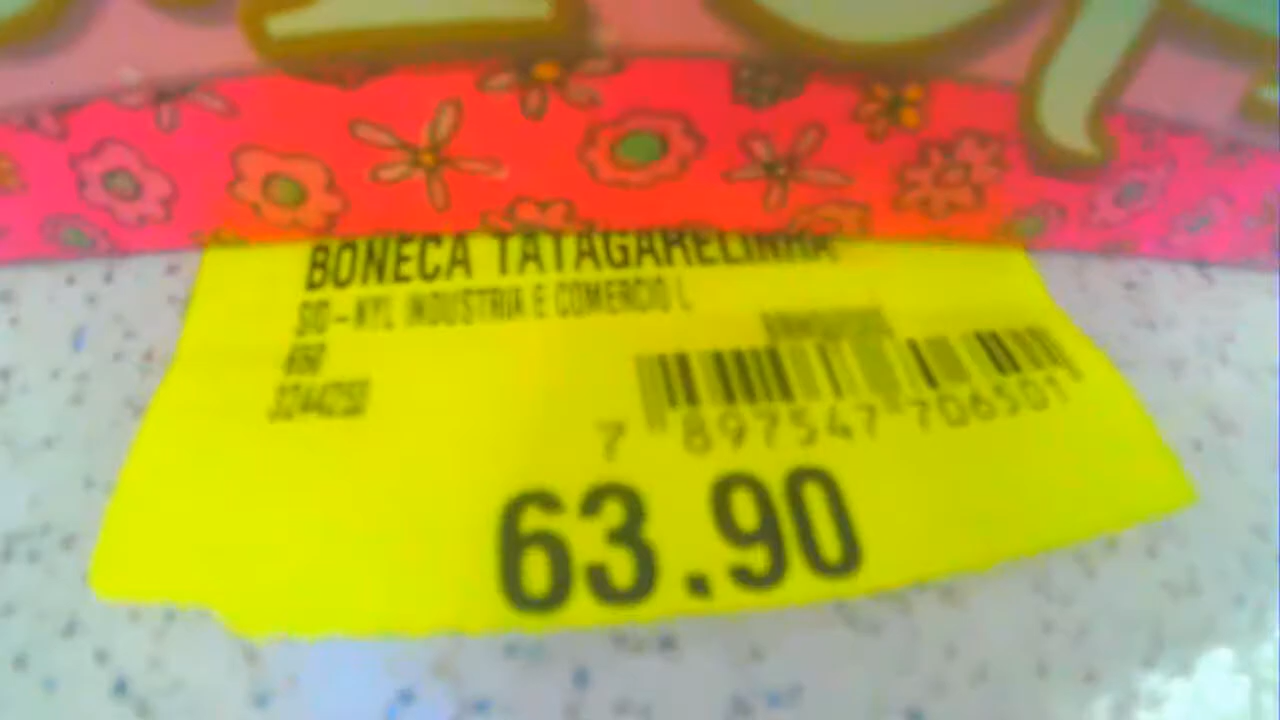 BONECA TATAGARELINHA
SID-NYL INDUSTRIA E COMERCIO L
7 897547 706501
63.90